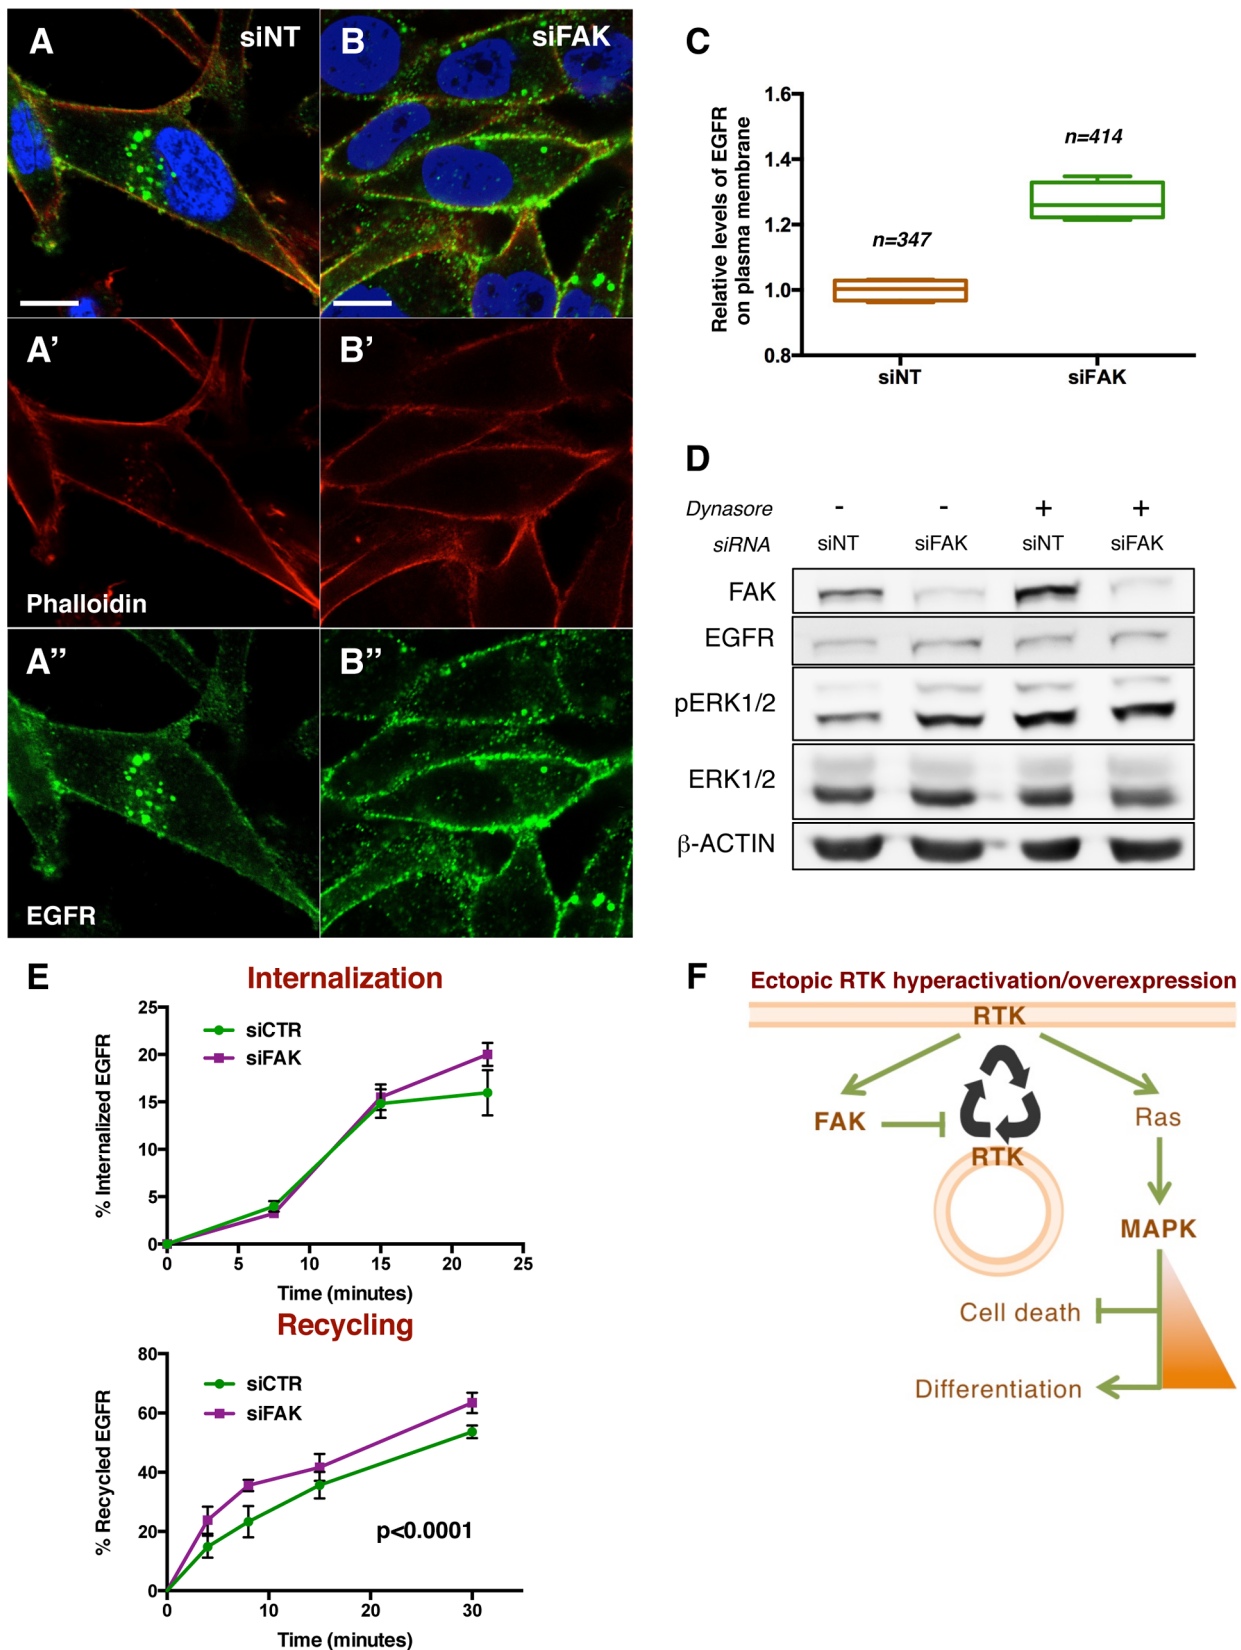 A
siNT
B
siFAK
A’
Phalloidin
B’
A’’
EGFR
B’’
C
Relative levels of EGFR
on plasma membrane
1.6
1.4
1.2
1.0
0.8
n=347
n=414
siNT
siFAK
D
Dynasore - - + +
siRNA siNT siFAK siNT siFAK
FAK
EGFR
pERK1/2
ERK1/2
β-ACTIN
E
Internalization
% Internalized EGFR
25
20
15
10
5
0
siCTR
siFAK
0 5 10 15 20 25
Time (minutes)
Recycling
% Recycled EGFR
80
60
40
20
0
siCTR
siFAK
p<0.0001
0 10 20 30
Time (minutes)
F
Ectopic RTK hyperactivation/overexpression
RTK
FAK
Ras
RTK
MAPK
Cell death
Differentiation